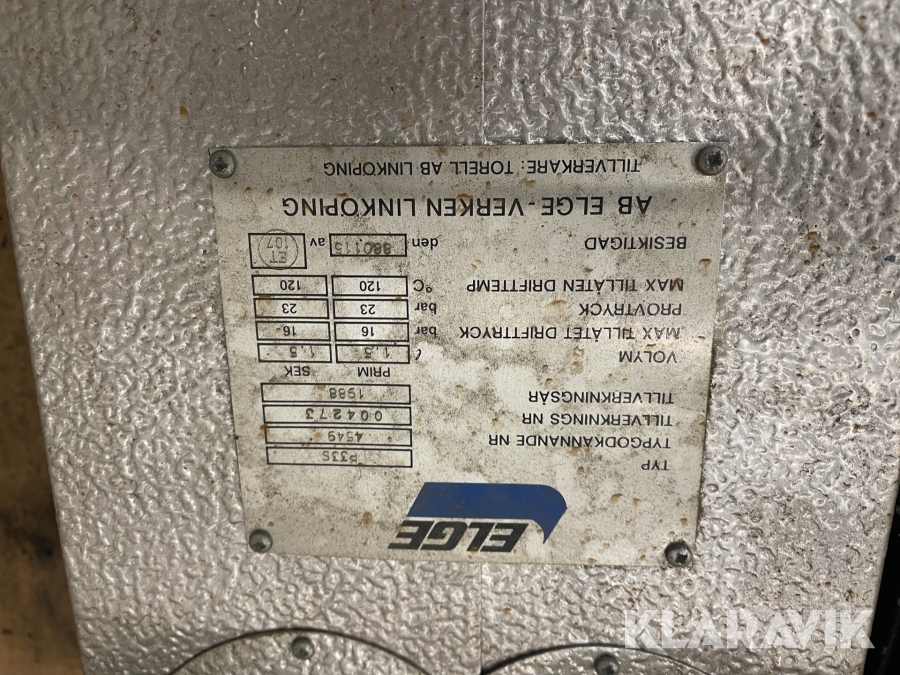 ELGE
TYP P33S
TYPGODKÄNNANDE NR 4549
TILLVERKNINGS NR 004273
TILLVERKNINGSÅR 1988
PRIM SEK
VOLYM ℓ 1,5 1,5
MAX TILLÅTET DRIFTTRYCK bar 16 16
PROVTRYCK bar 23 23
MAX TILLÅTEN DRIFTTEMP °C 120 120
BESIKTIGAD den 880115 av ET 107
AB ELGE-VERKEN LINKÖPING
TILLVERKARE: TORELL AB LINKÖPING
KLARAVIK